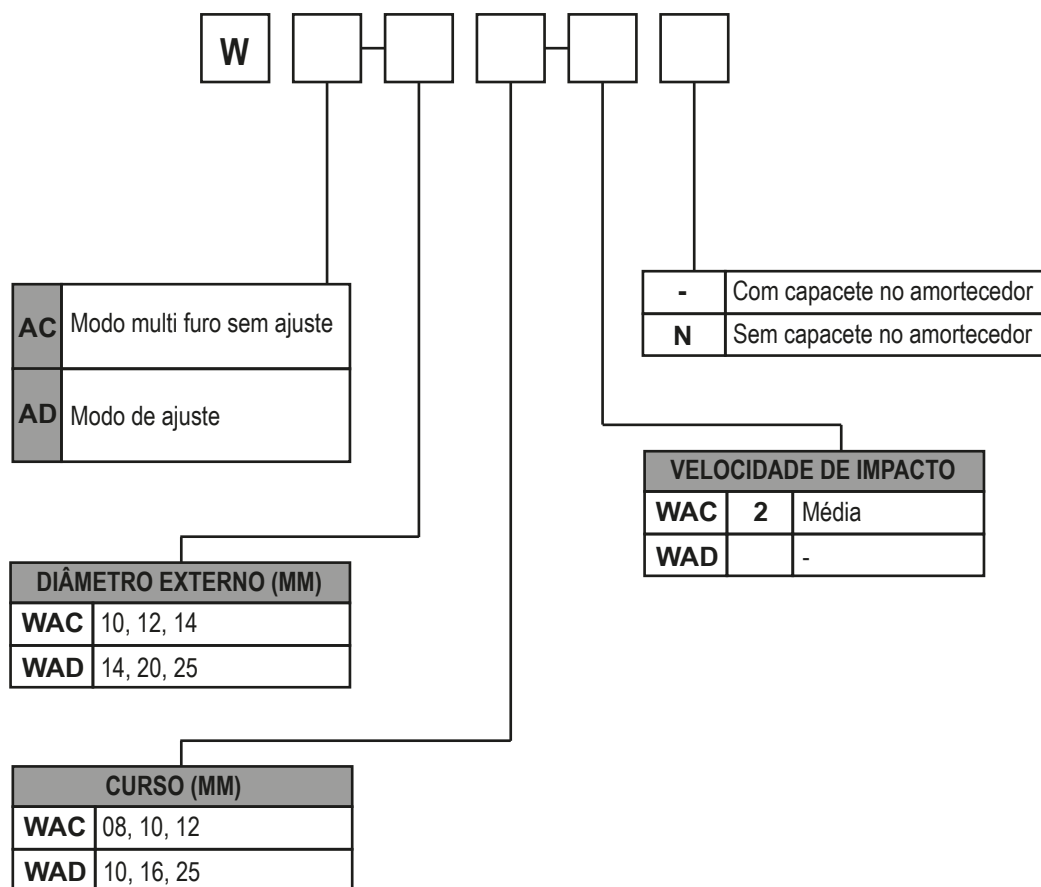 W
AC Modo multi furo sem ajuste
AD Modo de ajuste
- Com capacete no amortecedor
N Sem capacete no amortecedor
VELOCIDADE DE IMPACTO
WAC 2 Média
WAD -
DIÂMETRO EXTERNO (MM)
WAC 10, 12, 14
WAD 14, 20, 25
CURSO (MM)
WAC 08, 10, 12
WAD 10, 16, 25